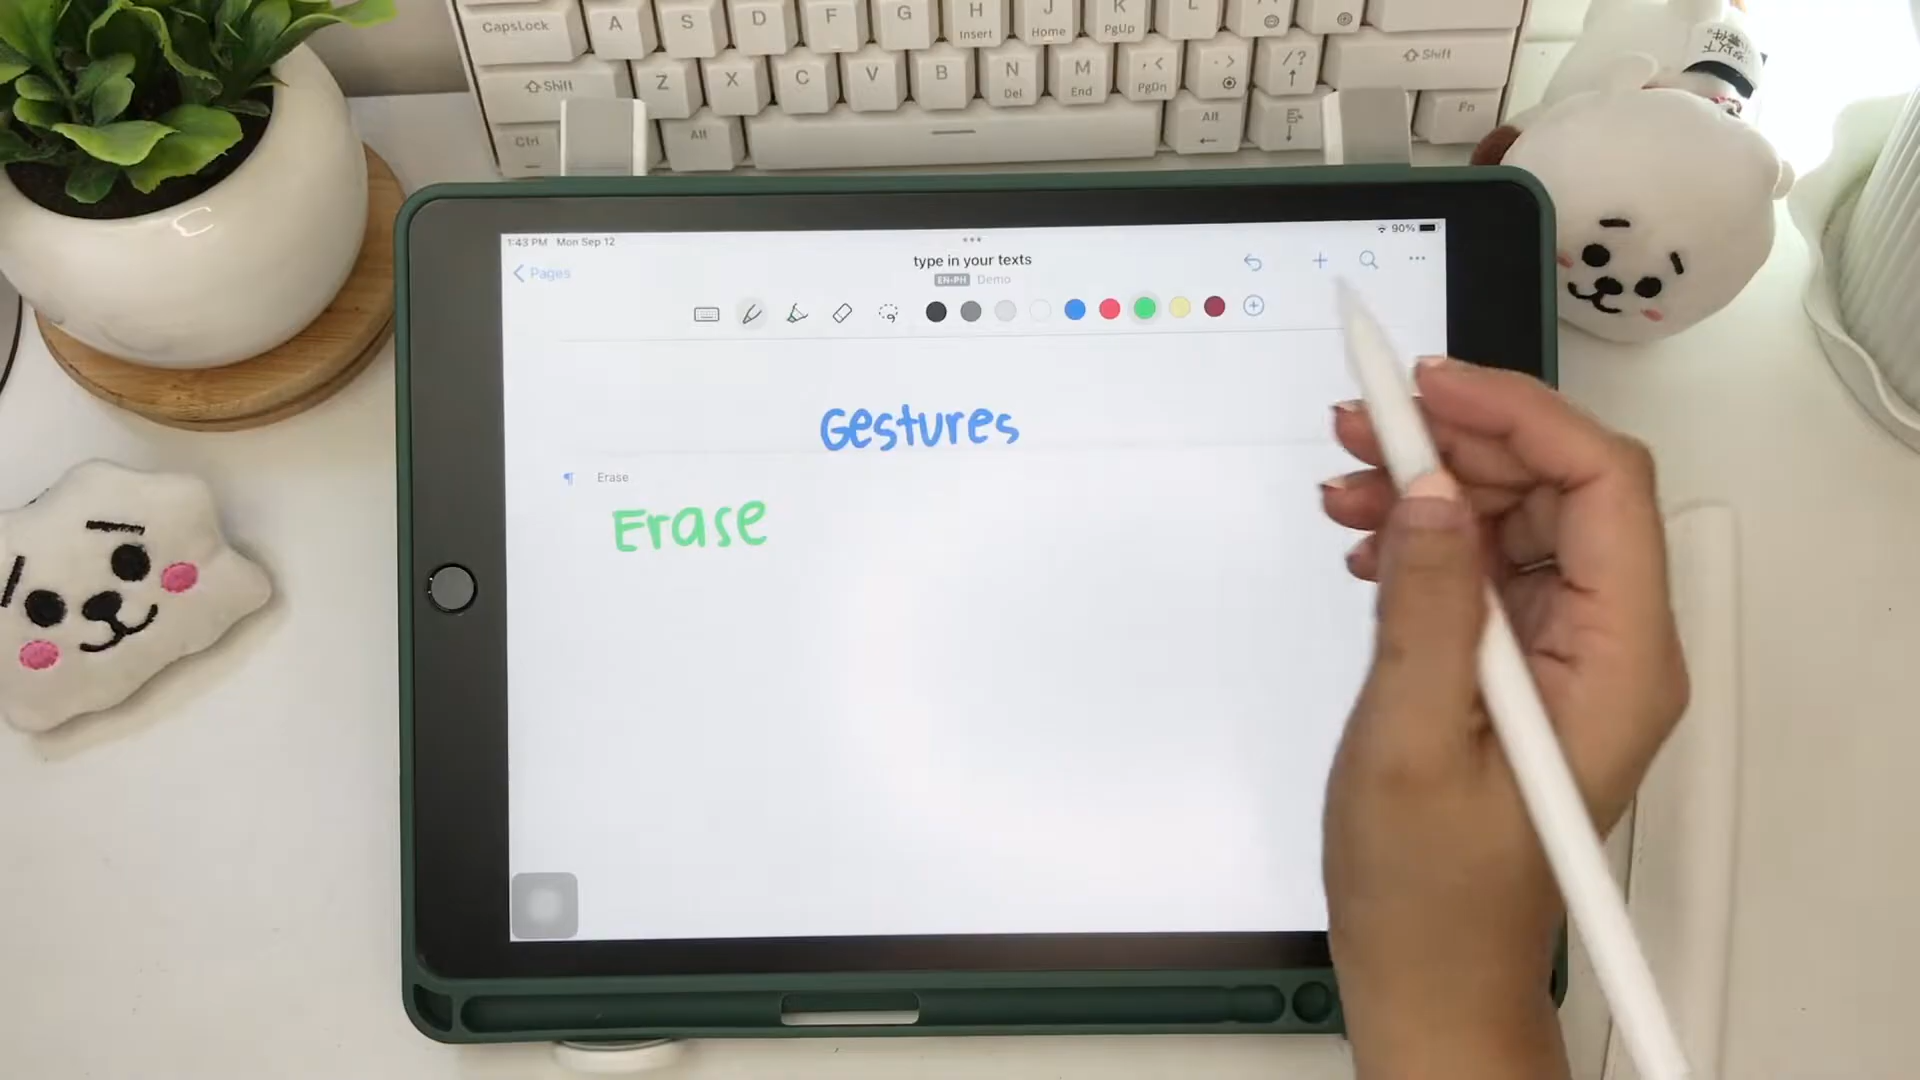 CapsLock A S D F G H Insert J Home K PgUp L
Shift Z X C V B N Del M End , < PgDn . > / ? ↑ Shift
Ctrl Alt Alt ← ↓ Fn
1:43 PM Mon Sep 12
90%
Pages
type in your texts
EN-PH Demo
Gestures
¶ Erase
Erase